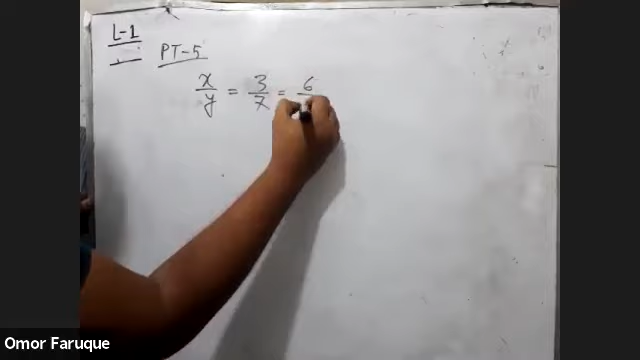 L-1
PT-5
x/y = 3/7 = 6/
Omor Faruque